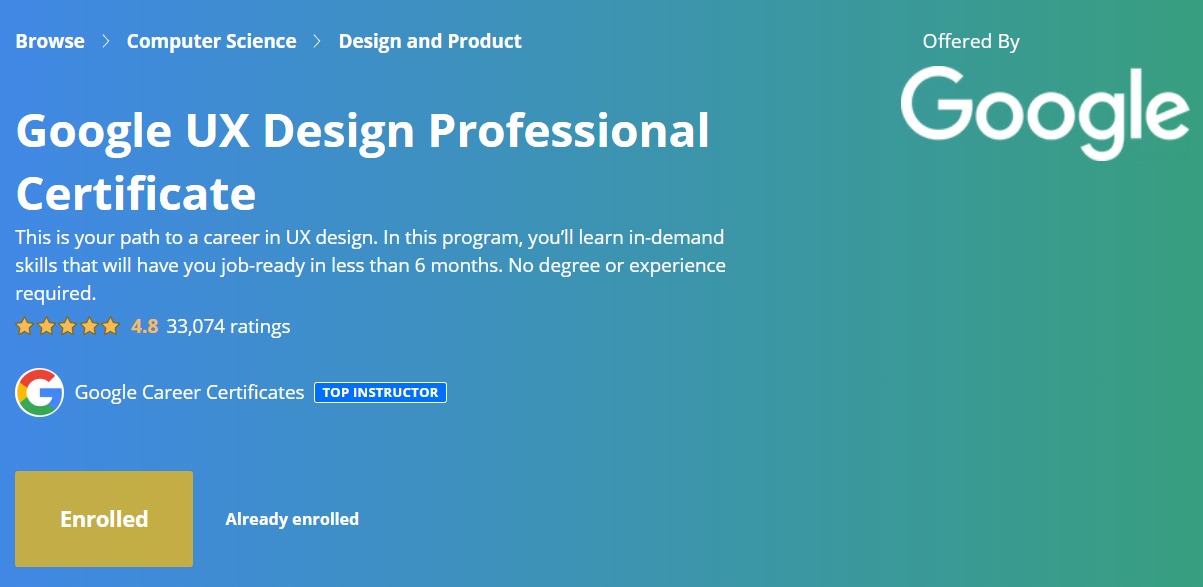 Browse > Computer Science > Design and Product
Offered By
Google
Google UX Design Professional
Certificate
This is your path to a career in UX design. In this program, you’ll learn in-demand
skills that will have you job-ready in less than 6 months. No degree or experience
required.
4.8 33,074 ratings
G Google Career Certificates TOP INSTRUCTOR
Enrolled Already enrolled